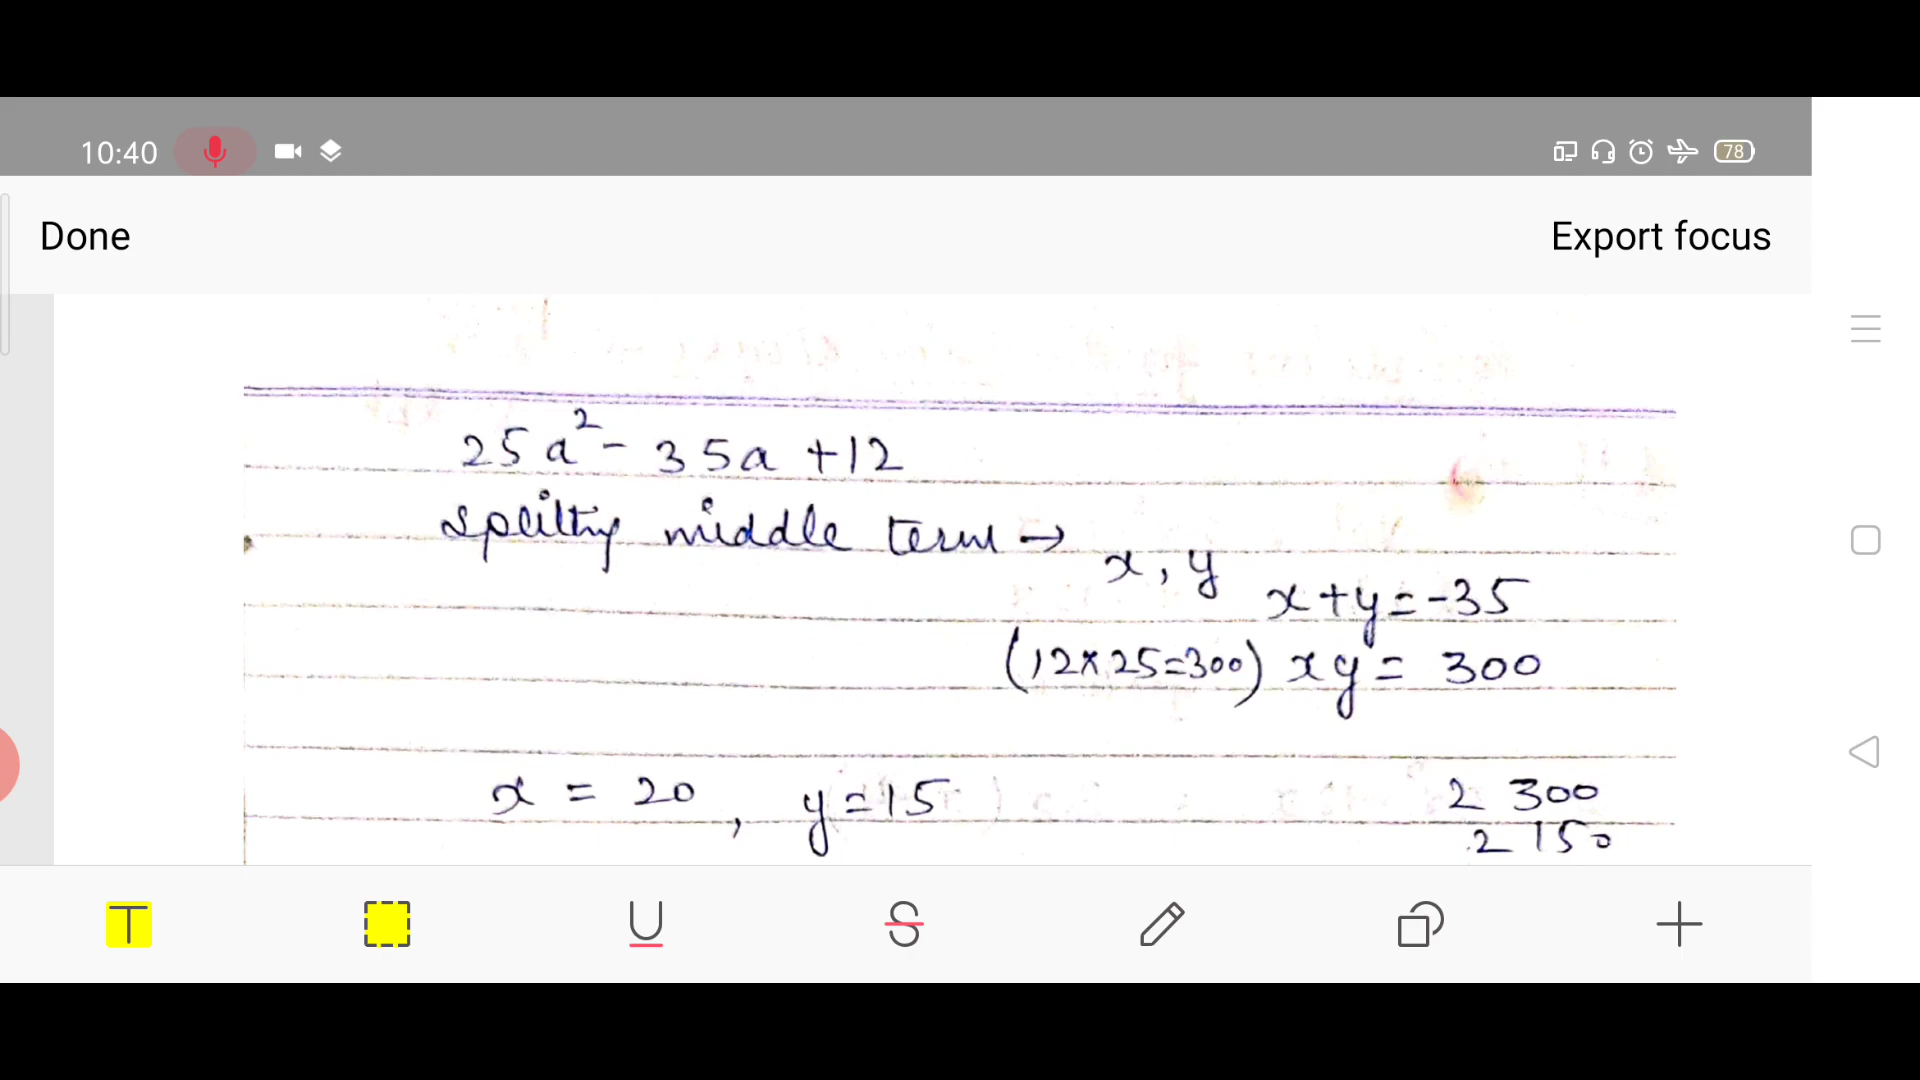 10:40
78
Done
Export focus
25a² - 35a + 12
splitting middle term →
x, y
x+y = -35
(12×25=300) xy = 300
x = 20, y = 15
2 300
2 150